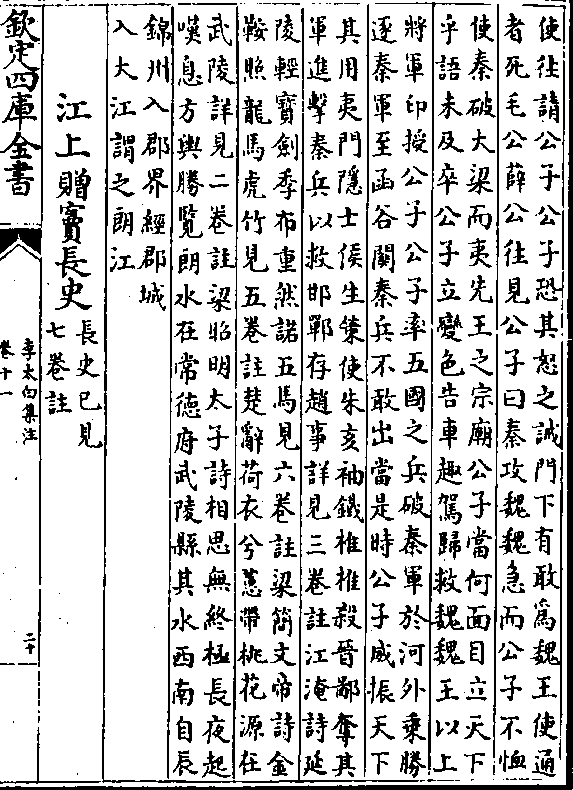 使往請公子公子恐其怒之誡門下有敢為魏王使通
者死毛公薛公往見公子曰秦攻魏魏急而公子不恤
使秦破大梁而夷先王之宗廟公子當何面目立天下
乎語未及卒公子立變色告車趣駕歸救魏魏王以上
將軍印授公子公子率五國之兵破秦軍於河外乘勝
逐秦軍至函谷關秦兵不敢出當是時公子威振天下
其用夷門隱士侯生策使朱亥袖鐵椎椎殺晉鄙奪其
軍進擊秦兵以救邯鄲存趙事詳見三卷註江淹詩延
陵輕寶劍季布重然諾五馬見六卷註梁簡文帝詩金
鞍照龍馬虎竹見五卷註楚辭荷衣兮蕙帶桃花源在
武陵詳見二卷註梁昭明太子詩相思無終極長夜起
嘆息方輿勝覽朗水在常德府武陵縣其水西南自辰
錦州入郡界經郡城
入大江謂之朗江
江上贈竇長史
長史已見
七卷註
欽定四庫全書
李太白集注
卷十一
二十